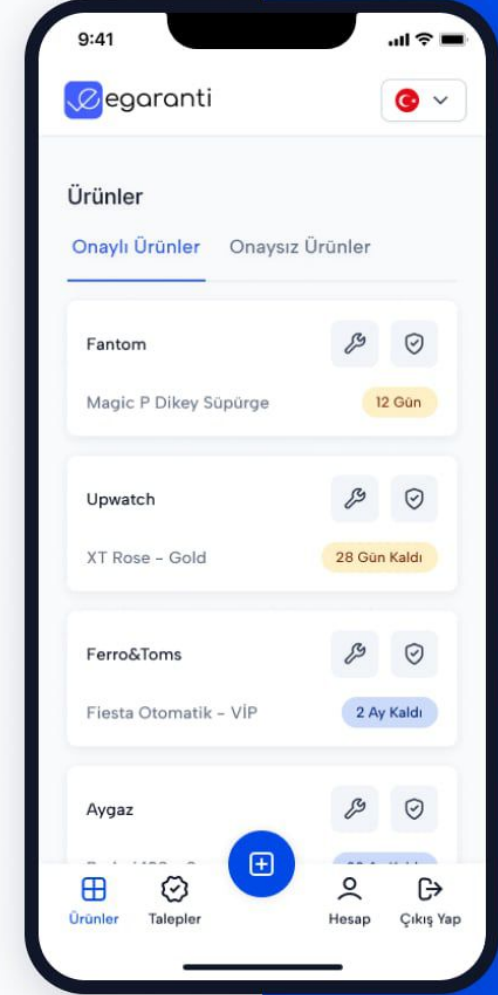 9:41
egaranti
Ürünler
Onaylı Ürünler Onaysız Ürünler
Fantom
Magic P Dikey Süpürge 12 Gün
Upwatch
XT Rose - Gold 28 Gün Kaldı
Ferro&Toms
Fiesta Otomatik - VİP 2 Ay Kaldı
Aygaz
Ürünler Talepler Hesap Çıkış Yap